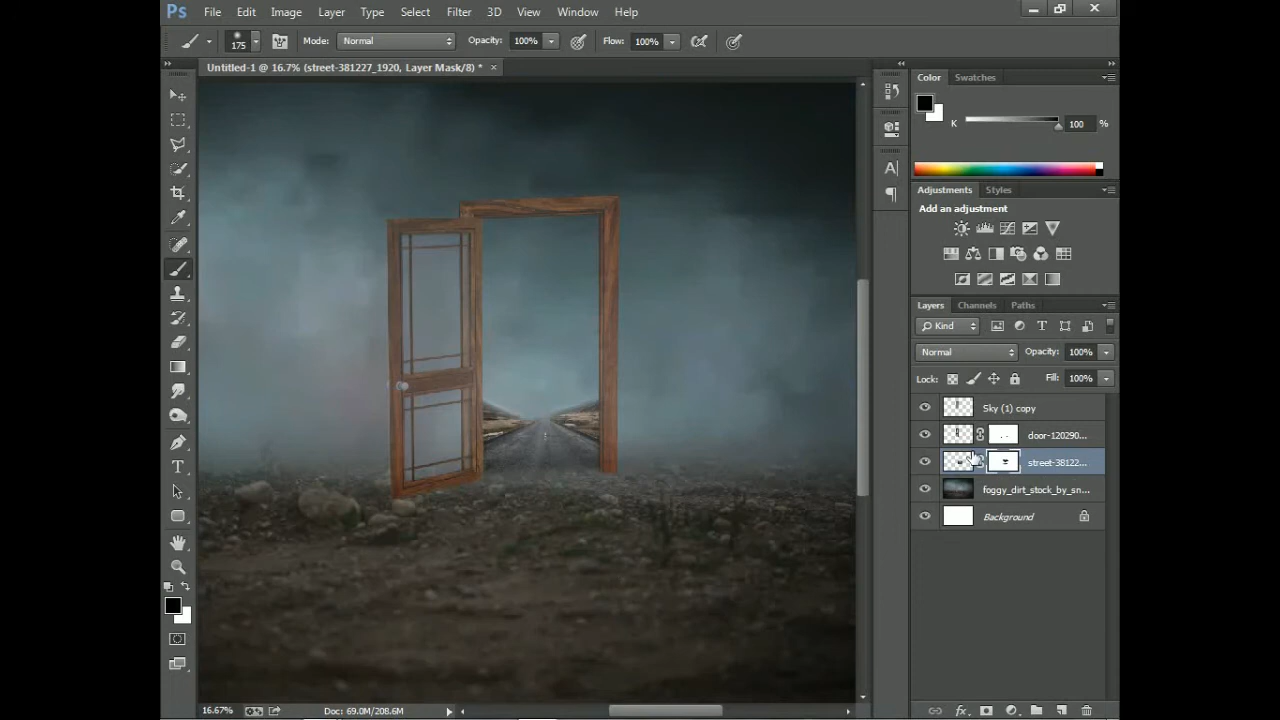 Ps File Edit Image Layer Type Select Filter 3D View Window Help
175 Mode: Normal Opacity: 100% Flow: 100%
Untitled-1 @ 16.7% (street-381227_1920, Layer Mask/8) * ×
Color Swatches
K 100 %
Adjustments Styles
Add an adjustment
Layers Channels Paths
Kind T
Normal Opacity: 100%
Lock: Fill: 100%
Sky (1) copy
door-120290...
street-38122...
foggy_dirt_stock_by_sn...
Background
16.67% Doc: 69.0M/208.6M
fx